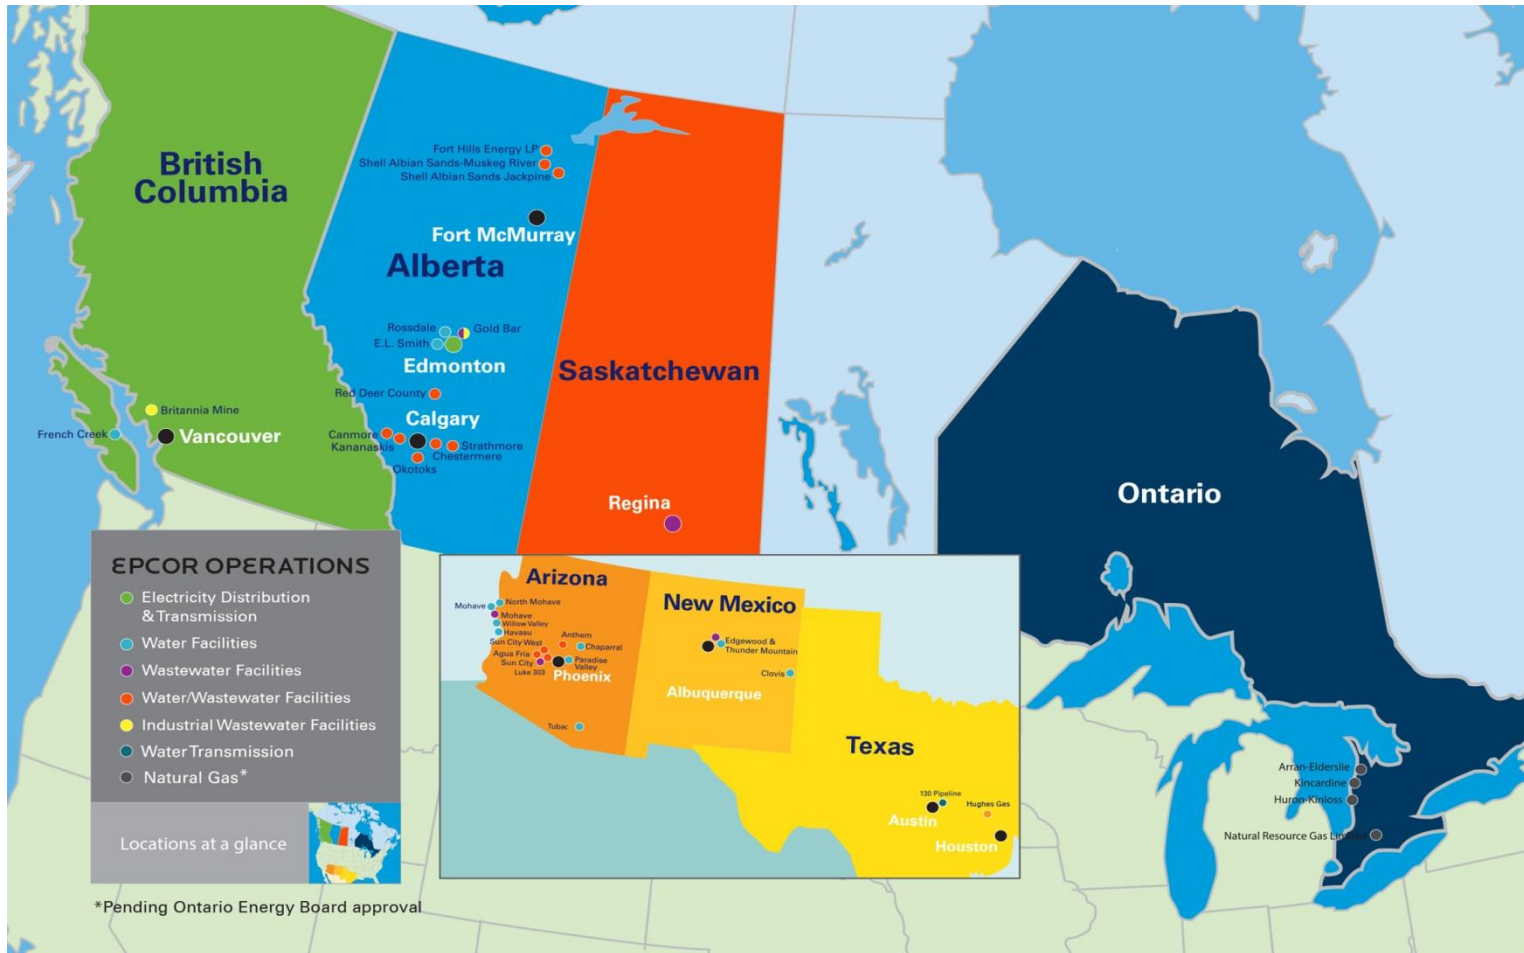 British
Columbia
Fort Hills Energy LP
Shell Albian Sands-Muskeg River
Shell Albian Sands Jackpine
Fort McMurray
Alberta
Rossdale
Gold Bar
E.L. Smith
Edmonton
Saskatchewan
Red Deer County
Britannia Mine
French Creek
Vancouver
Calgary
Canmore
Kananaskis
Strathmore
Chestermere
Okotoks
Regina
Ontario
EPCOR OPERATIONS
Electricity Distribution
& Transmission
Water Facilities
Wastewater Facilities
Water/Wastewater Facilities
Industrial Wastewater Facilities
Water Transmission
Natural Gas*
Locations at a glance
*Pending Ontario Energy Board approval
Arizona
Mohave
North Mohave
Mohave
Willow Valley
Havasu
Sun City West
Anthem
Chaparral
Agua Fria
Sun City
Paradise
Valley
Luke 303
Phoenix
Tubac
New Mexico
Edgewood &
Thunder Mountain
Clovis
Albuquerque
Texas
130 Pipeline
Hughes Gas
Austin
Houston
Arran-Elderslie
Kincardine
Huron-Kinloss
Natural Resource Gas